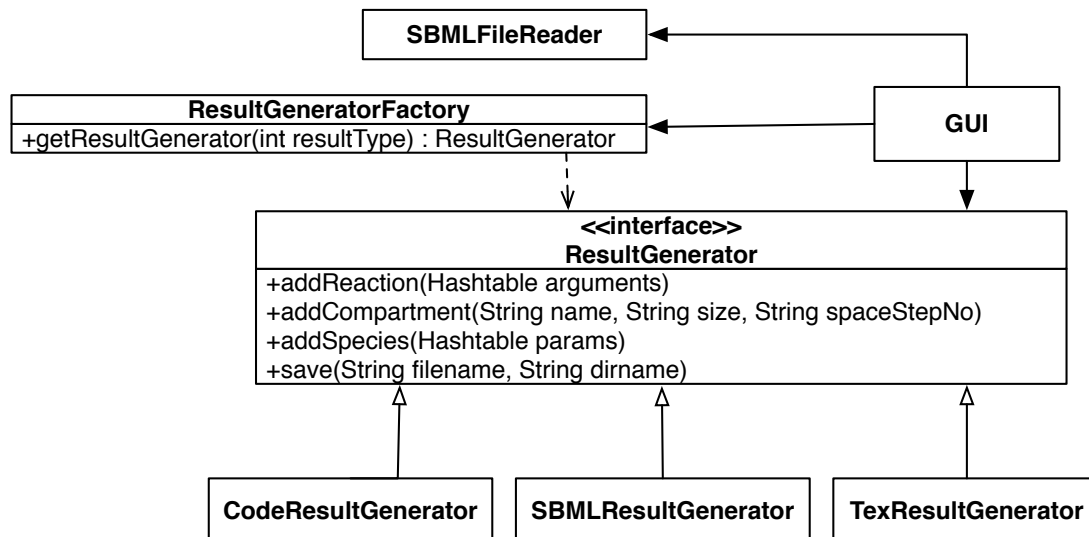 SBMLFileReader
ResultGeneratorFactory
+getResultGenerator(int resultType) : ResultGenerator
GUI
<<interface>>
ResultGenerator
+addReaction(Hashtable arguments)
+addCompartment(String name, String size, String spaceStepNo)
+addSpecies(Hashtable params)
+save(String filename, String dirname)
CodeResultGenerator
SBMLResultGenerator
TexResultGenerator